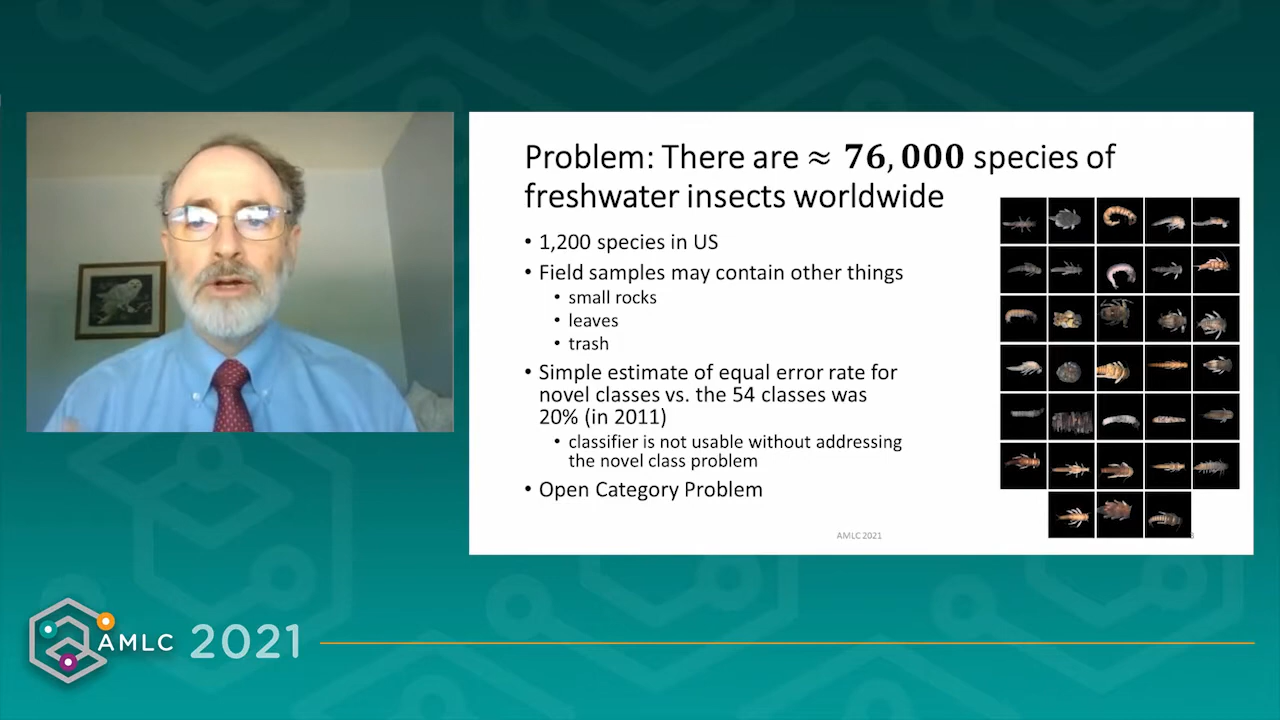 Problem: There are ≈ 76,000 species of
freshwater insects worldwide
• 1,200 species in US
• Field samples may contain other things
• small rocks
• leaves
• trash
• Simple estimate of equal error rate for
novel classes vs. the 54 classes was
20% (in 2011)
• classifier is not usable without addressing
the novel class problem
• Open Category Problem
AMLC 2021
AMLC 2021